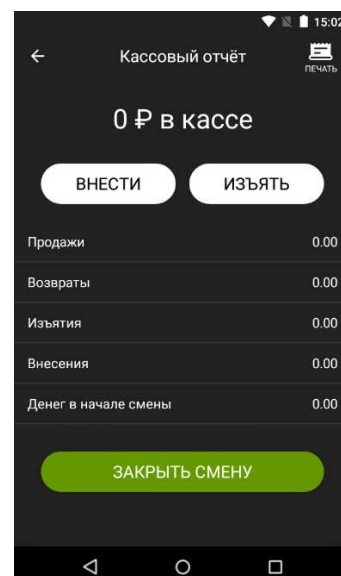 15:02
Кассовый отчёт
ПЕЧАТЬ
0 ₽ в кассе
ВНЕСТИ ИЗЪЯТЬ
Продажи 0.00
Возвраты 0.00
Изъятия 0.00
Внесения 0.00
Денег в начале смены 0.00
ЗАКРЫТЬ СМЕНУ